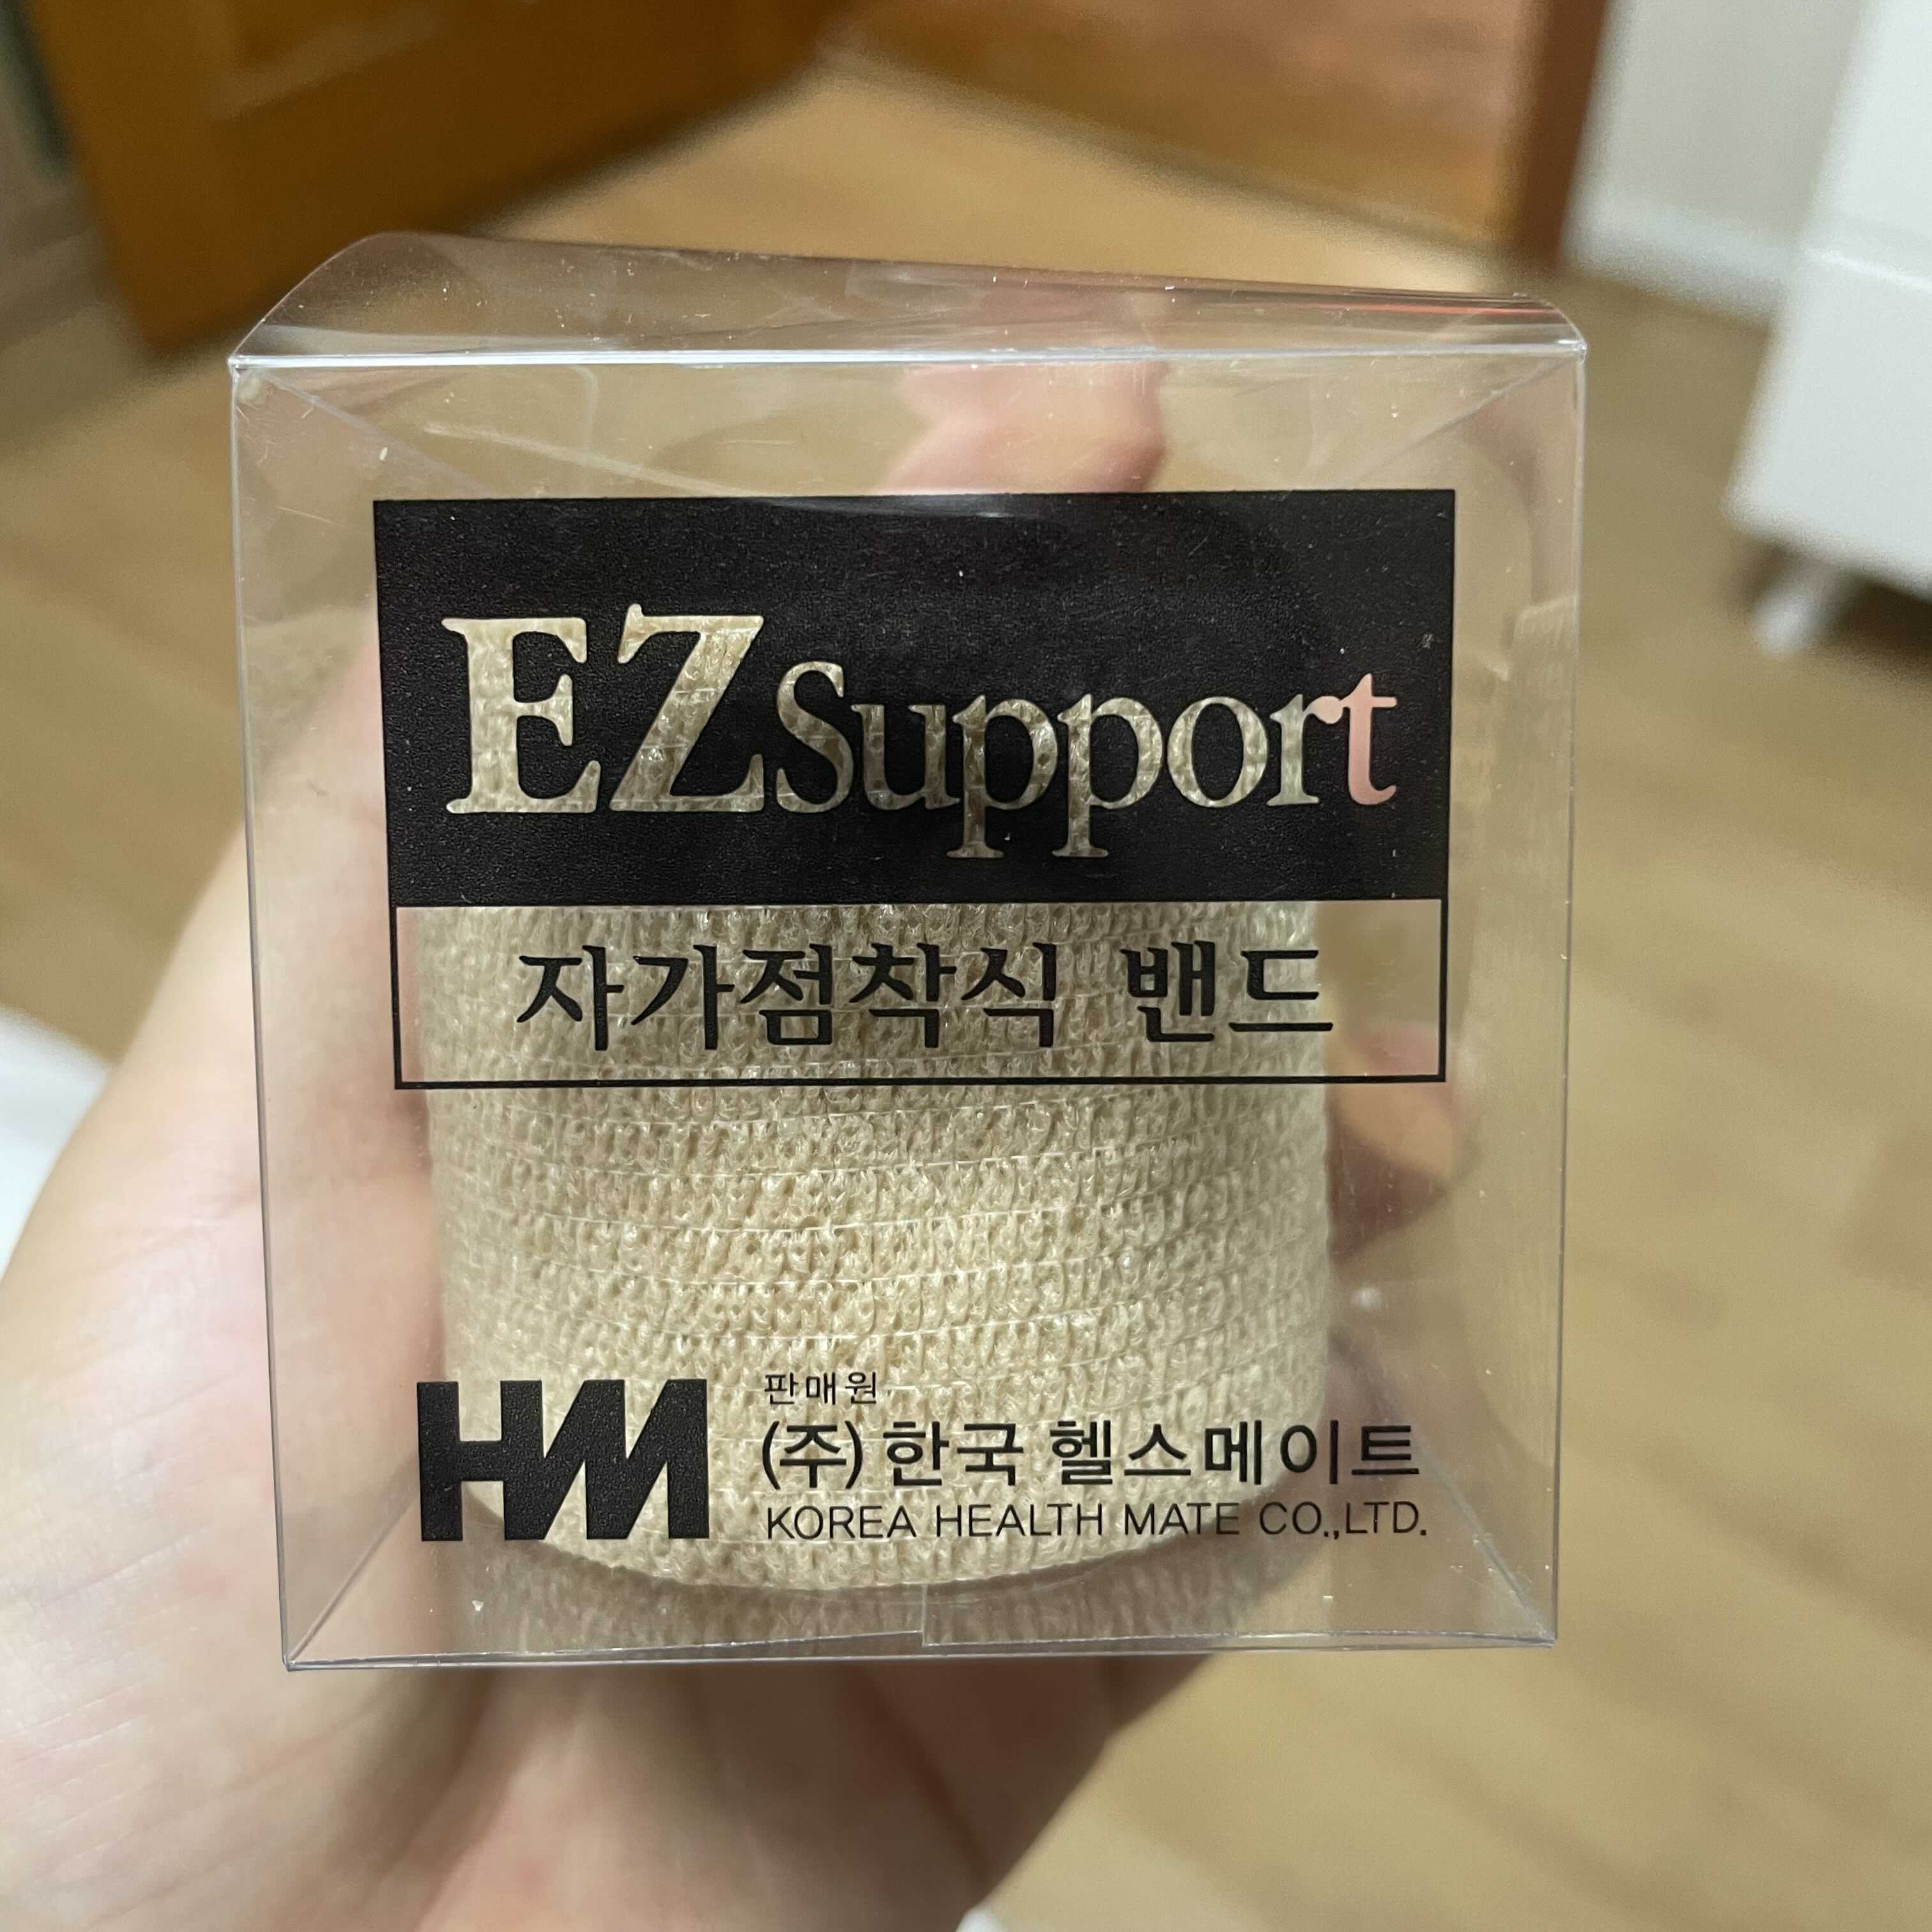 EZ Support
자가점착식 밴드
HM
판매원
(주) 한국 헬스메이트
KOREA HEALTH MATE CO.,LTD.